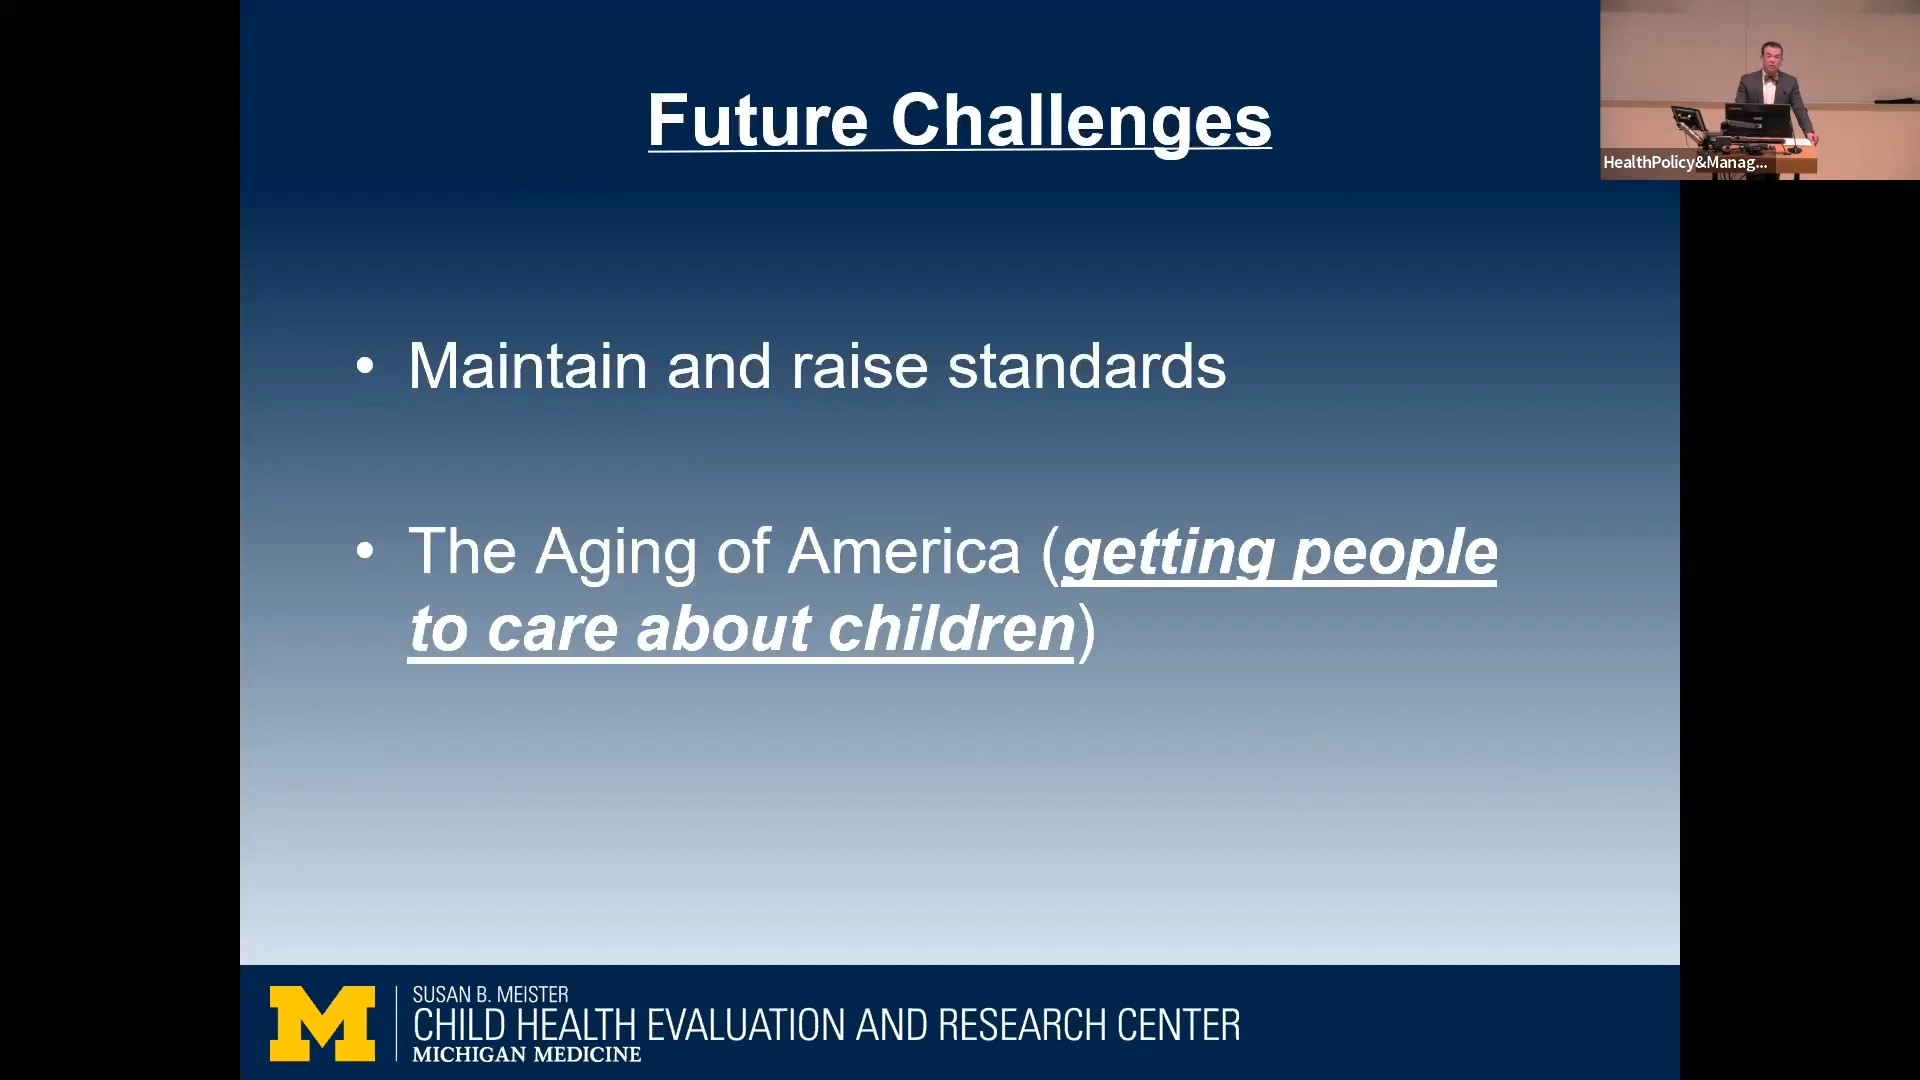 Future Challenges
HealthPolicy&Manag...
• Maintain and raise standards
• The Aging of America (getting people
to care about children)
M
SUSAN B. MEISTER
CHILD HEALTH EVALUATION AND RESEARCH CENTER
MICHIGAN MEDICINE